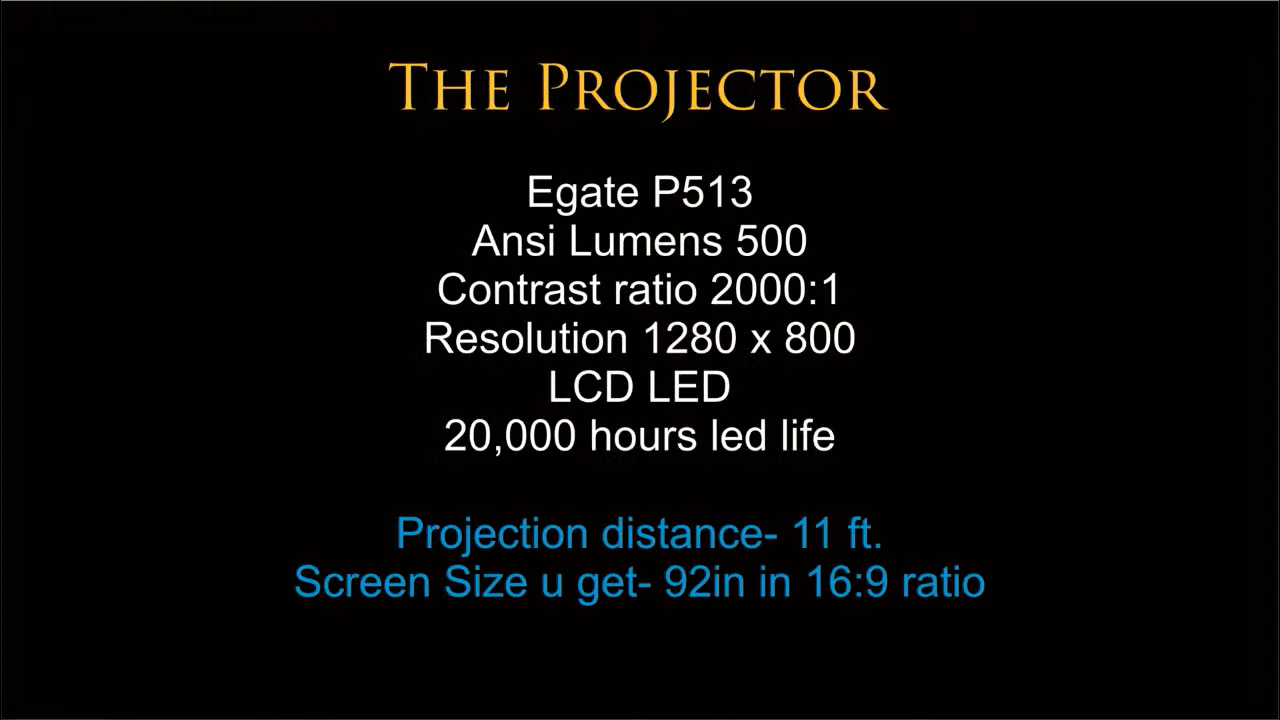 The Projector
Egate P513
Ansi Lumens 500
Contrast ratio 2000:1
Resolution 1280 x 800
LCD LED
20,000 hours led life
Projection distance- 11 ft.
Screen Size u get- 92in in 16:9 ratio